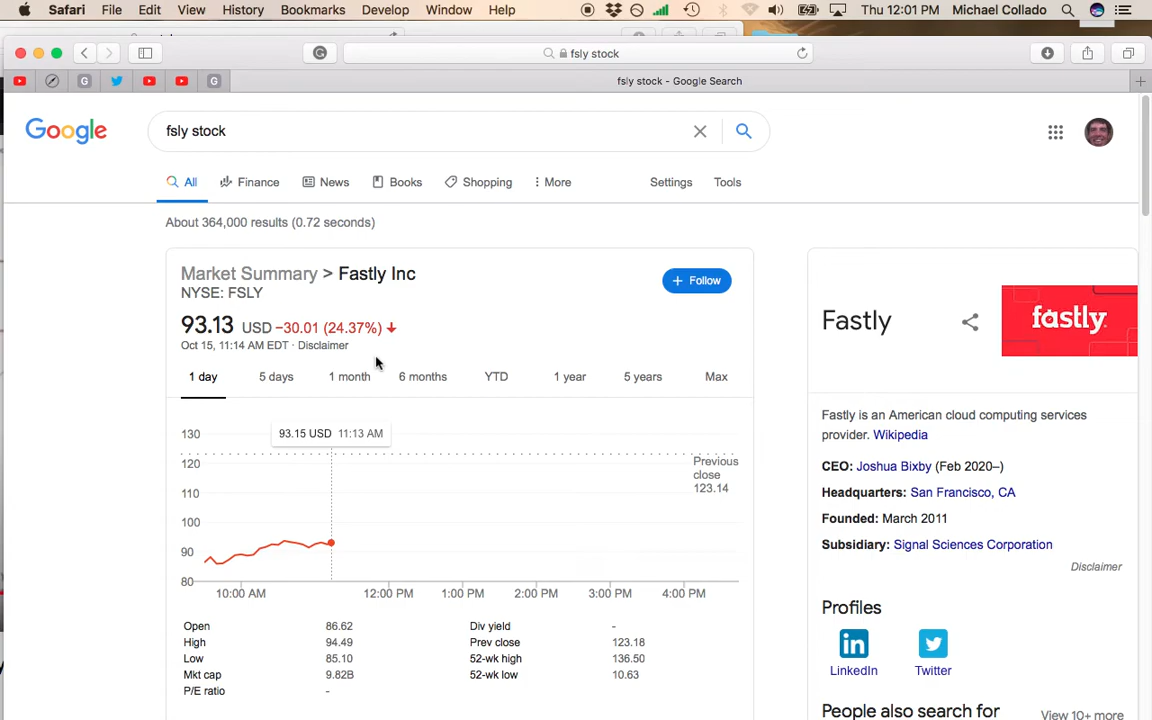 Safari File Edit View History Bookmarks Develop Window Help Thu 12:01 PM Michael Collado
fsly stock
fsly stock - Google Search
Google
fsly stock
All Finance News Books Shopping More Settings Tools
About 364,000 results (0.72 seconds)
Market Summary > Fastly Inc
NYSE: FSLY
+ Follow
93.13 USD −30.01 (24.37%)
Oct 15, 11:14 AM EDT · Disclaimer
1 day 5 days 1 month 6 months YTD 1 year 5 years Max
93.15 USD 11:13 AM
130
120
110
100
90
80
Previous
close
123.14
10:00 AM 12:00 PM 1:00 PM 2:00 PM 3:00 PM 4:00 PM
Open 86.62 Div yield -
High 94.49 Prev close 123.18
Low 85.10 52-wk high 136.50
Mkt cap 9.82B 52-wk low 10.63
P/E ratio -
Fastly
fastly
Fastly is an American cloud computing services
provider. Wikipedia
CEO: Joshua Bixby (Feb 2020–)
Headquarters: San Francisco, CA
Founded: March 2011
Subsidiary: Signal Sciences Corporation
Disclaimer
Profiles
LinkedIn Twitter
People also search for View 10+ more